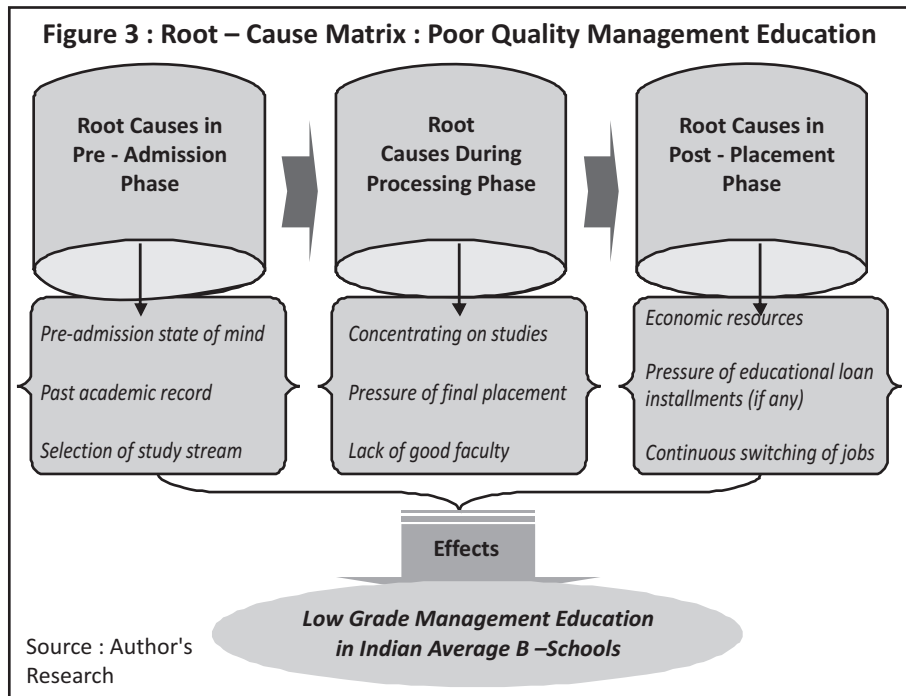 Figure 3 : Root – Cause Matrix : Poor Quality Management Education
Root Causes in
Pre - Admission
Phase
Root
Causes During
Processing Phase
Root Causes in
Post - Placement
Phase
Pre-admission state of mind
Past academic record
Selection of study stream
Concentrating on studies
Pressure of final placement
Lack of good faculty
Economic resources
Pressure of educational loan
installments (if any)
Continuous switching of jobs
Effects
Low Grade Management Education
in Indian Average B –Schools
Source : Author's
Research